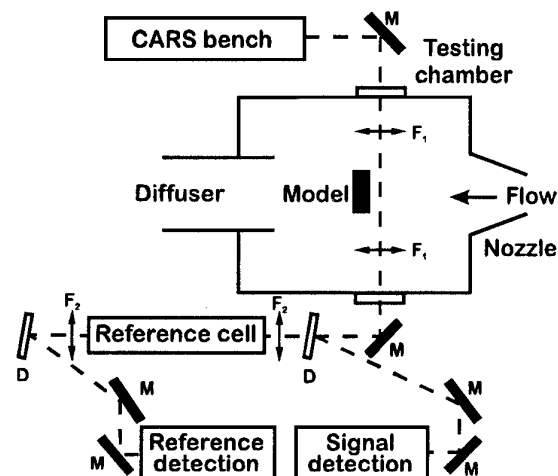 M
CARS bench
Testing
chamber
F₁
Diffuser
Model
Flow
F₁
Nozzle
F₂
F₂
Reference cell
M
D
D
M
M
Reference
detection
Signal
detection
M
M